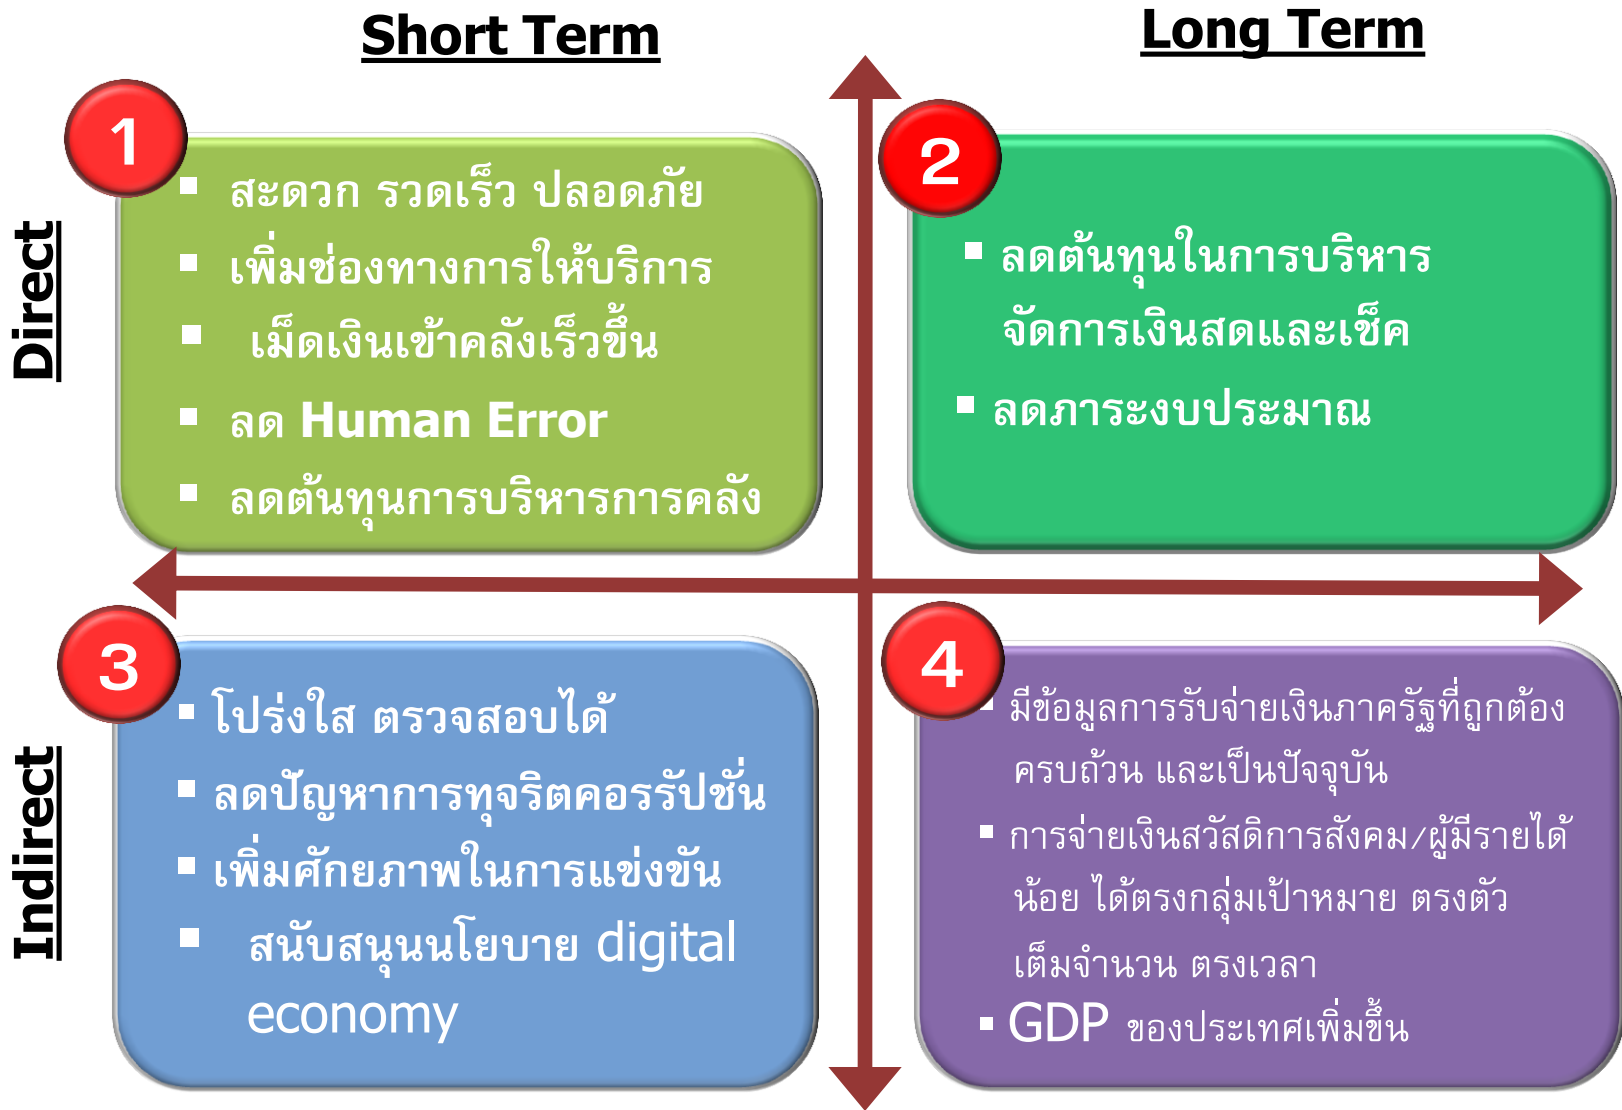 Short Term
Long Term
Direct
1
▪ สะดวก รวดเร็ว ปลอดภัย
▪ เพิ่มช่องทางการให้บริการ
▪ เม็ดเงินเข้าคลังเร็วขึ้น
▪ ลด Human Error
▪ ลดต้นทุนการบริหารการคลัง
2
▪ ลดต้นทุนในการบริหาร
จัดการเงินสดและเช็ค
▪ ลดภาระงบประมาณ
Indirect
3
▪ โปร่งใส ตรวจสอบได้
▪ ลดปัญหาการทุจริตคอรรัปชั่น
▪ เพิ่มศักยภาพในการแข่งขัน
▪ สนับสนุนนโยบาย digital
economy
4
▪ มีข้อมูลการรับจ่ายเงินภาครัฐที่ถูกต้อง
ครบถ้วน และเป็นปัจจุบัน
▪ การจ่ายเงินสวัสดิการสังคม/ผู้มีรายได้
น้อย ได้ตรงกลุ่มเป้าหมาย ตรงตัว
เต็มจำนวน ตรงเวลา
▪ GDP ของประเทศเพิ่มขึ้น